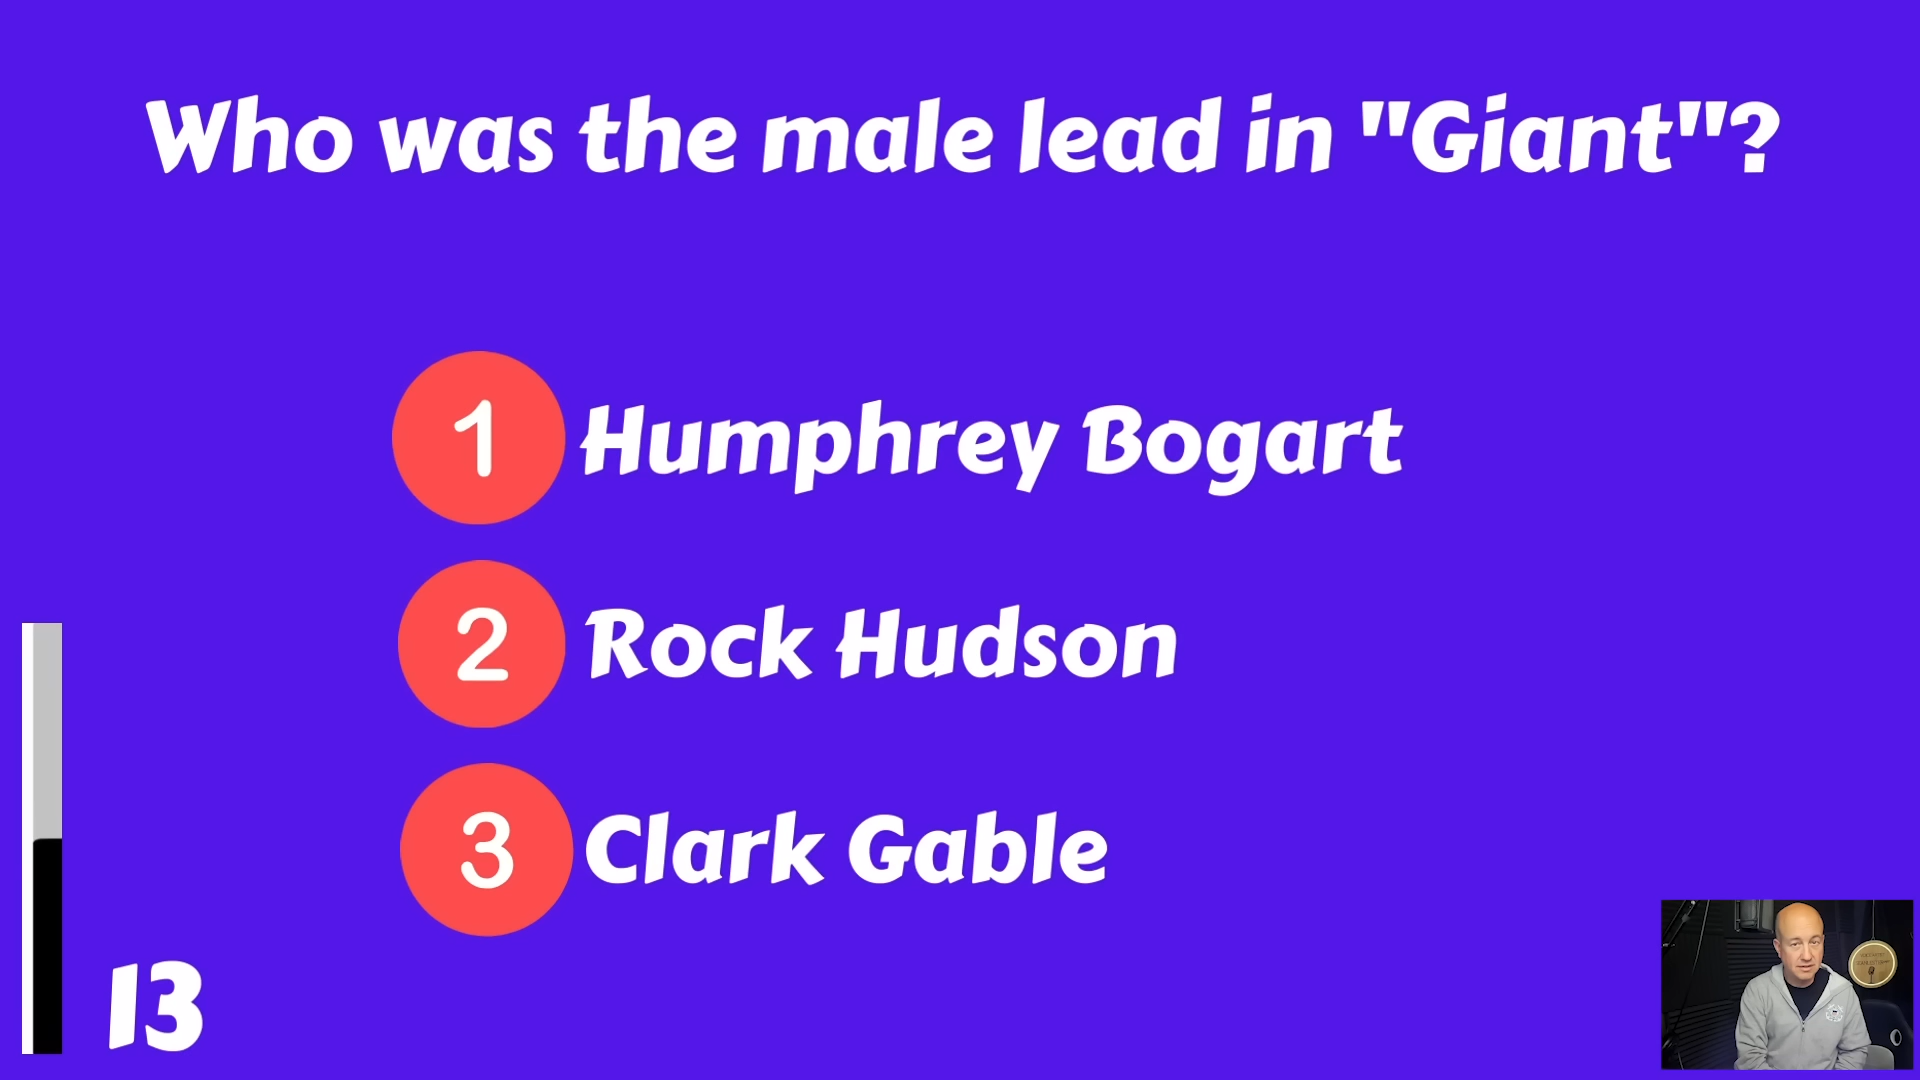 Who was the male lead in "Giant"?
1 Humphrey Bogart
2 Rock Hudson
3 Clark Gable
13